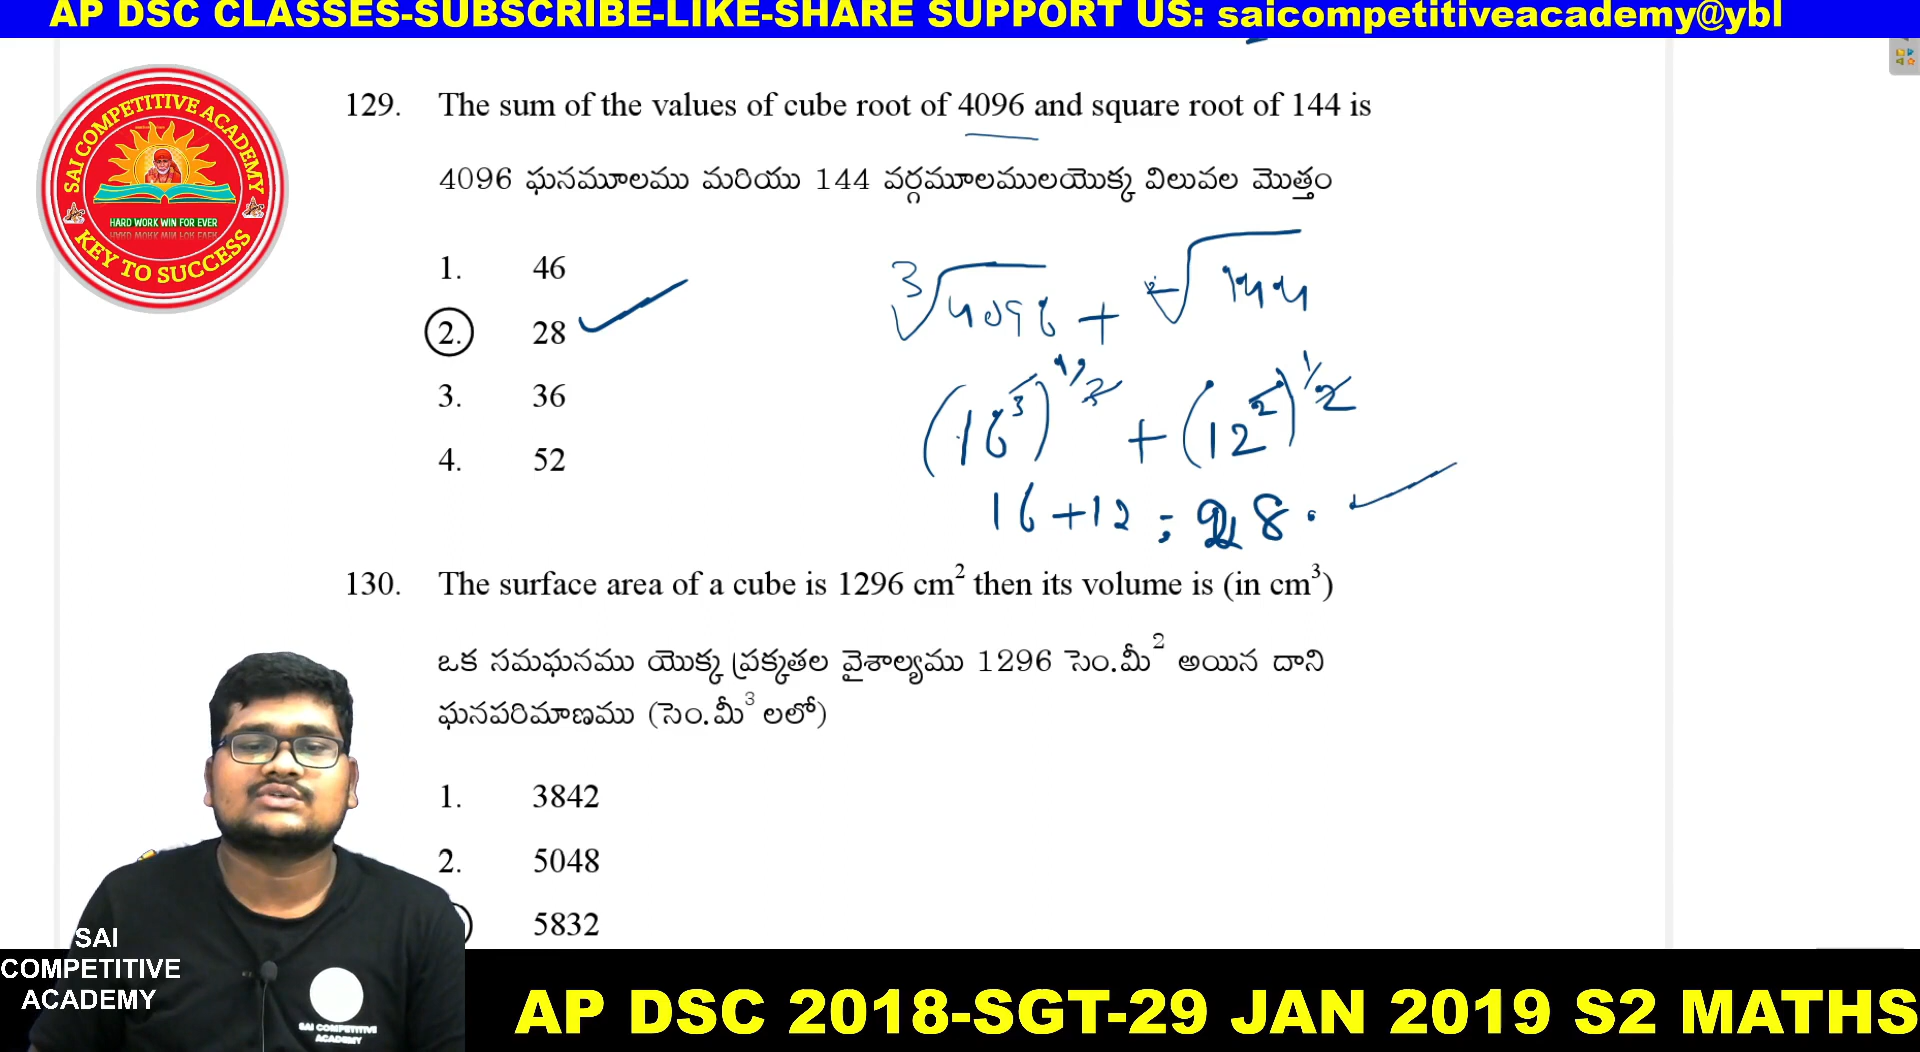 AP DSC CLASSES-SUBSCRIBE-LIKE-SHARE SUPPORT US: saicompetitiveacademy@ybl
SAI COMPETITIVE ACADEMY
HARD WORK WIN FOR EVER
KEY TO SUCCESS
129. The sum of the values of cube root of 4096 and square root of 144 is
4096 ఘనమూలము మరియు 144 వర్గమూలములయొక్క విలువల మొత్తం
1. 46
2. 28
3. 36
4. 52
³√4096 + √144
(16³)^1/3 + (12²)^1/2
16+12 = 28.
130. The surface area of a cube is 1296 cm² then its volume is (in cm³)
ఒక సమఘనము యొక్క ప్రక్కతల వైశాల్యము 1296 సెం.మీ² అయిన దాని
ఘనపరిమాణము (సెం.మీ³ లలో)
1. 3842
2. 5048
5832
SAI
COMPETITIVE
ACADEMY
SAI COMPETITIVE
ACADEMY
AP DSC 2018-SGT-29 JAN 2019 S2 MATHS